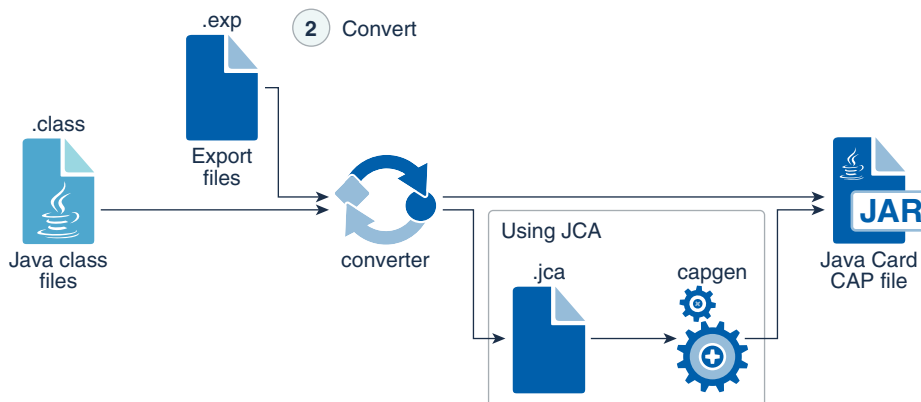 .exp
2 Convert
.class
Export
files
Java class
files
converter
Using JCA
.jca
capgen
JAR
Java Card
CAP file